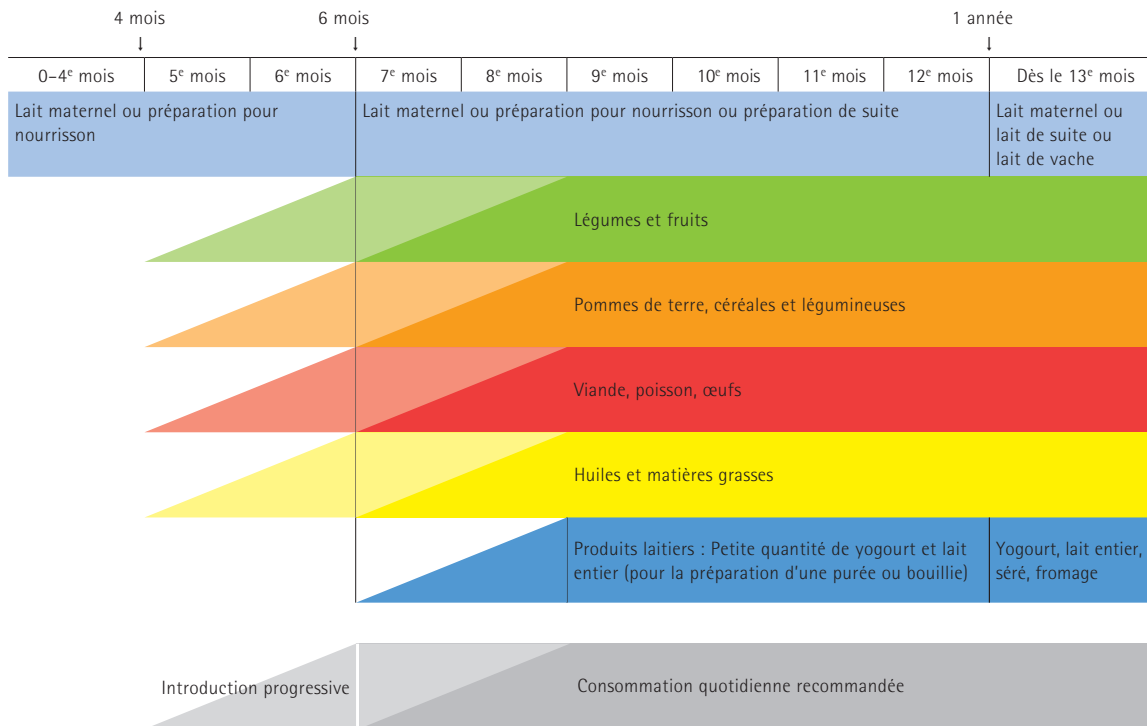 4 mois
6 mois
1 année
0–4e mois
5e mois
6e mois
7e mois
8e mois
9e mois
10e mois
11e mois
12e mois
Dès le 13e mois
Lait maternel ou préparation pour
nourrisson
Lait maternel ou préparation pour nourrisson ou préparation de suite
Lait maternel ou
lait de suite ou
lait de vache
Légumes et fruits
Pommes de terre, céréales et légumineuses
Viande, poisson, œufs
Huiles et matières grasses
Produits laitiers : Petite quantité de yogourt et lait
entier (pour la préparation d'une purée ou bouillie)
Yogourt, lait entier,
séré, fromage
Introduction progressive
Consommation quotidienne recommandée